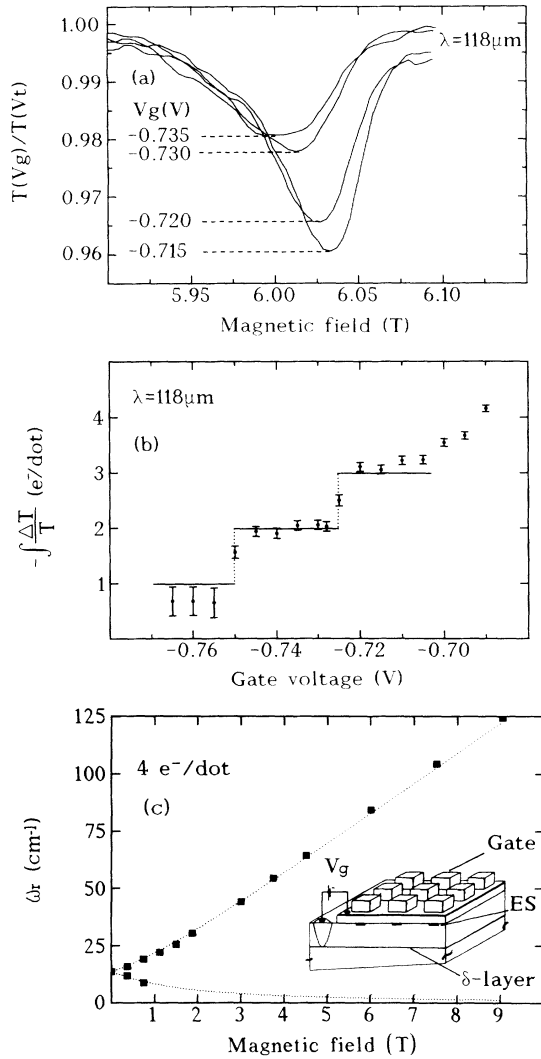 1.00
0.99
0.98
0.97
0.96
T(Vg)/T(Vt)
(a)
λ=118μm
Vg(V)
-0.735
-0.730
-0.720
-0.715
5.95
6.00
6.05
6.10
Magnetic field (T)
λ=118μm
(b)
4
3
2
1
-∫ΔT/T (e⁻/dot)
-0.76
-0.74
-0.72
-0.70
Gate voltage (V)
125
100
75
50
25
0
ωr (cm⁻¹)
4 e⁻/dot
(c)
Vg
Gate
ES
δ-layer
1
2
3
4
5
6
7
8
9
Magnetic field (T)